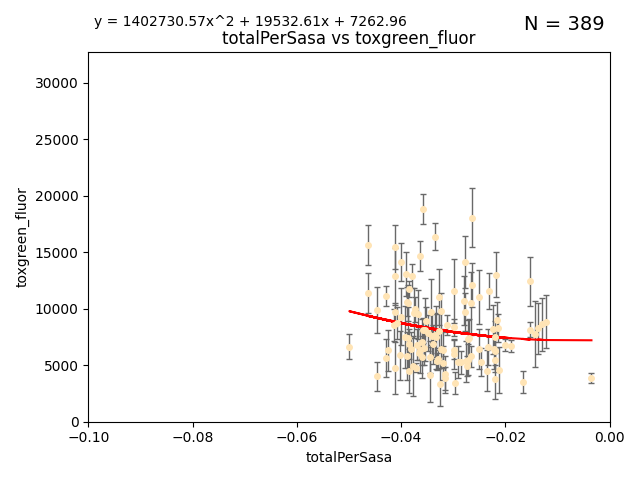 y = 1402730.57x^2 + 19532.61x + 7262.96
N = 389
totalPerSasa vs toxgreen_fluor
30000
25000
20000
15000
10000
5000
0
toxgreen_fluor
−0.10 −0.08 −0.06 −0.04 −0.02 0.00
totalPerSasa